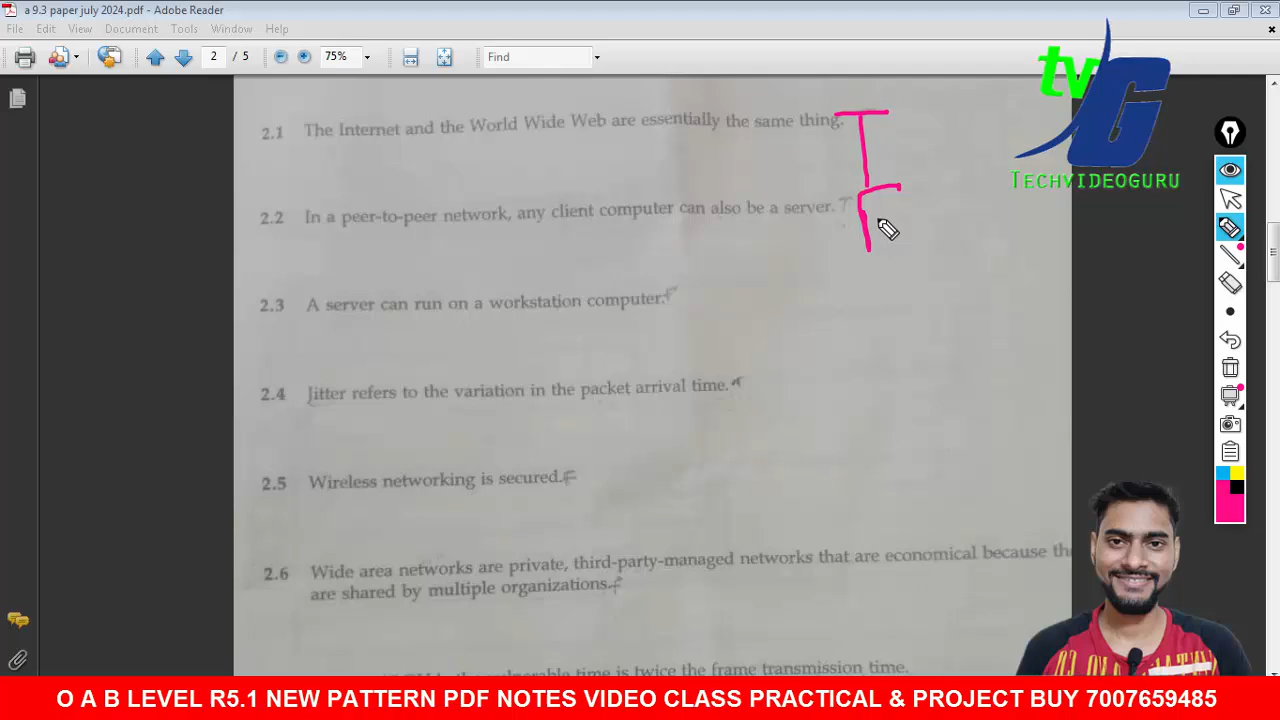 a 9.3 paper july 2024.pdf - Adobe Reader
File Edit View Document Tools Window Help
2 / 5 75% Find
tv G
TECHVIDEOGURU
2.1 The Internet and the World Wide Web are essentially the same thing. T
2.2 In a peer-to-peer network, any client computer can also be a server. T F
2.3 A server can run on a workstation computer. F
2.4 Jitter refers to the variation in the packet arrival time.
2.5 Wireless networking is secured. F
2.6 Wide area networks are private, third-party-managed networks that are economical because
are shared by multiple organizations. F
time is twice the frame transmission time.
O A B LEVEL R5.1 NEW PATTERN PDF NOTES VIDEO CLASS PRACTICAL & PROJECT BUY 7007659485